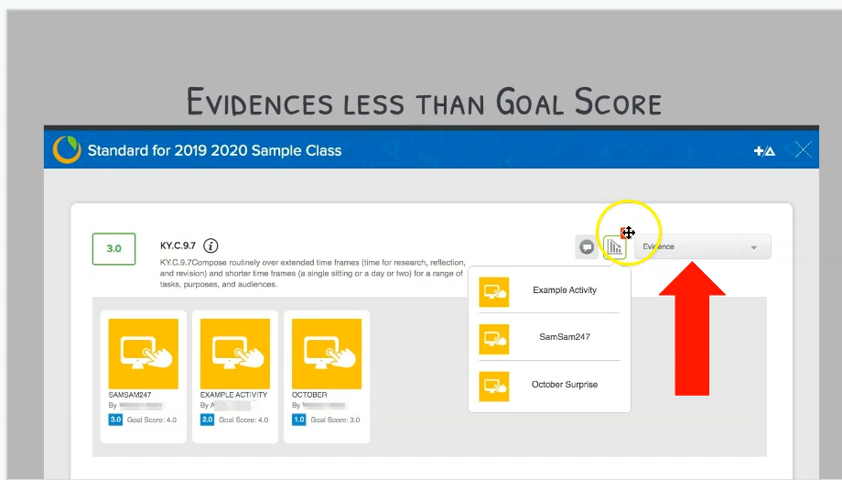 Evidences less than Goal Score
Standard for 2019 2020 Sample Class
+/Δ
3.0
KY.C.9.7
Evidence
KY.C.9.7Compose routinely over extended time frames (time for research, reflection,
and revision) and shorter time frames (a single sitting or a day or two) for a range of
tasks, purposes, and audiences.
Example Activity
SamSam247
October Surprise
SAMSAM247
By
3.0 Goal Score: 4.0
EXAMPLE ACTIVITY
By A
2.0 Goal Score: 4.0
OCTOBER
By
1.0 Goal Score: 3.0